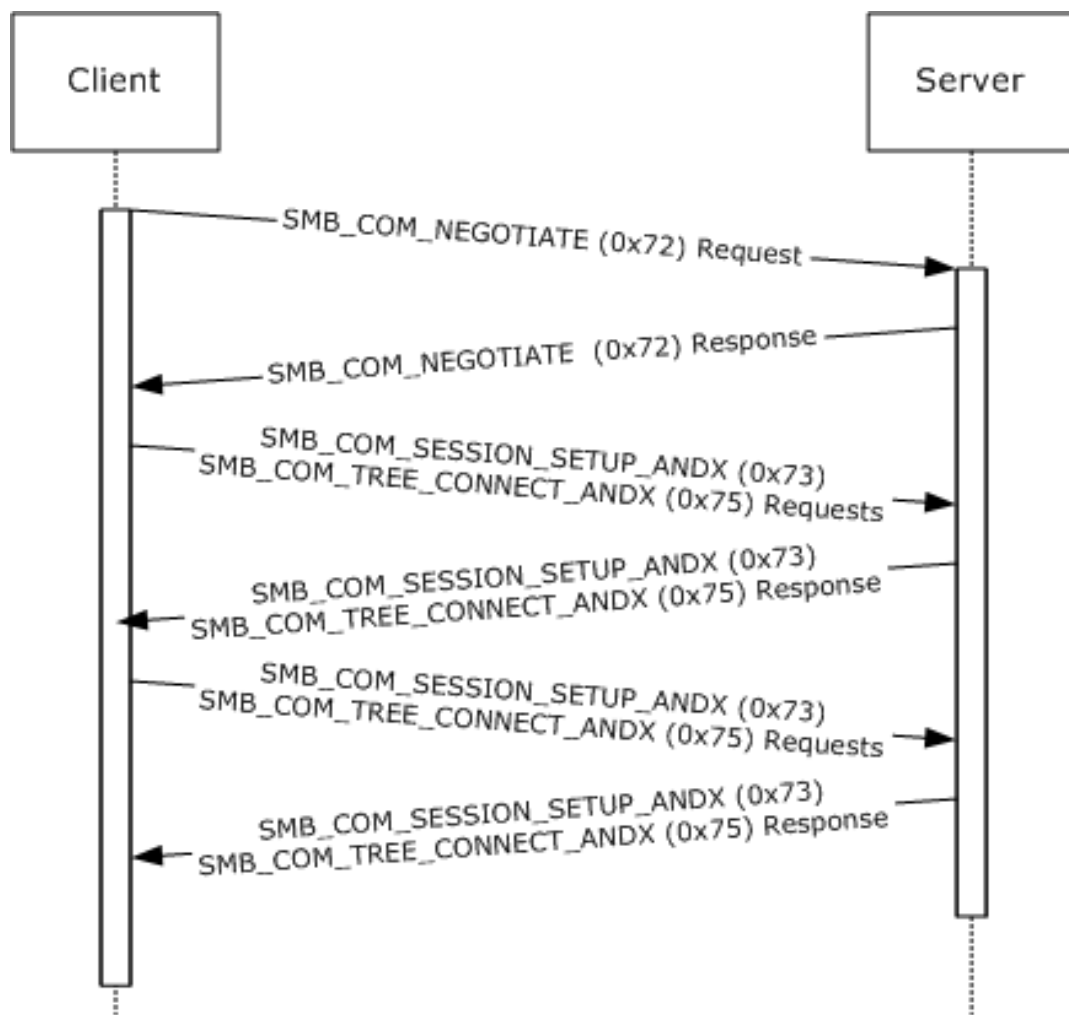 Client
Server
SMB_COM_NEGOTIATE (0x72) Request
SMB_COM_NEGOTIATE  (0x72) Response
SMB_COM_SESSION_SETUP_ANDX (0x73)
SMB_COM_TREE_CONNECT_ANDX (0x75) Requests
SMB_COM_SESSION_SETUP_ANDX (0x73)
SMB_COM_TREE_CONNECT_ANDX (0x75) Response
SMB_COM_SESSION_SETUP_ANDX (0x73)
SMB_COM_TREE_CONNECT_ANDX (0x75) Requests
SMB_COM_SESSION_SETUP_ANDX (0x73)
SMB_COM_TREE_CONNECT_ANDX (0x75) Response